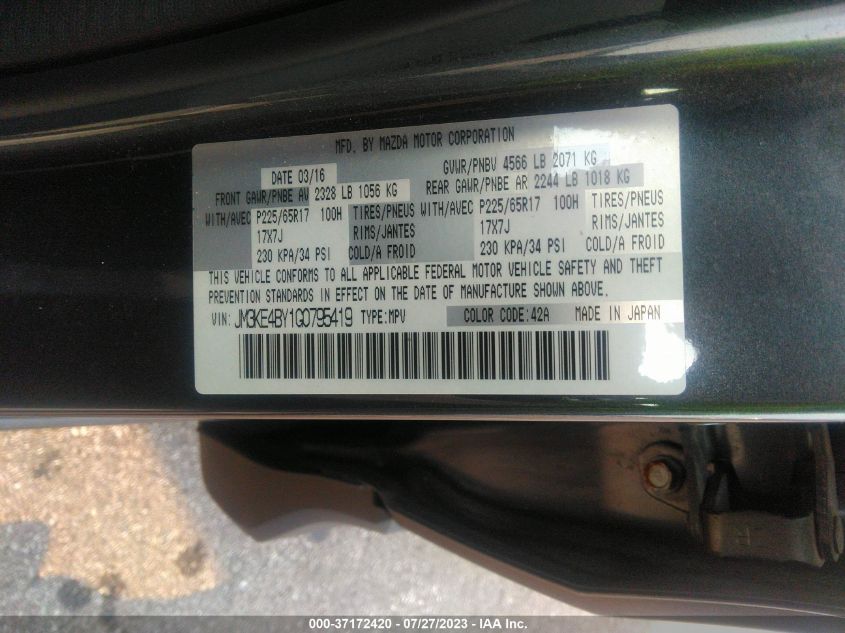 MFD. BY MAZDA MOTOR CORPORATION
DATE 03/16 GVWR/PNBV 4566 LB 2071 KG
FRONT GAWR/PNBE AV 2328 LB 1056 KG REAR GAWR/PNBE AR 2244 LB 1018 KG
WITH/AVEC P225/65R17 100H TIRES/PNEUS WITH/AVEC P225/65R17 100H TIRES/PNEUS
17X7J RIMS/JANTES 17X7J RIMS/JANTES
230 KPA/34 PSI COLD/A FROID 230 KPA/34 PSI COLD/A FROID
THIS VEHICLE CONFORMS TO ALL APPLICABLE FEDERAL MOTOR VEHICLE SAFETY AND THEFT
PREVENTION STANDARDS IN EFFECT ON THE DATE OF MANUFACTURE SHOWN ABOVE.
VIN: JM3KE4BY1G0795419 TYPE:MPV COLOR CODE:42A MADE IN JAPAN
000-37172420 - 07/27/2023 - IAA Inc.